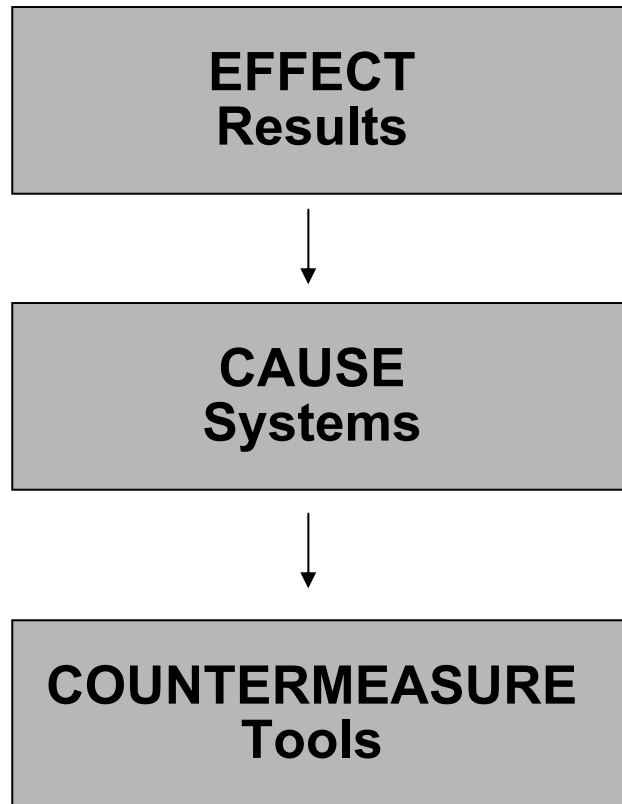 EFFECT
Results
CAUSE
Systems
COUNTERMEASURE
Tools